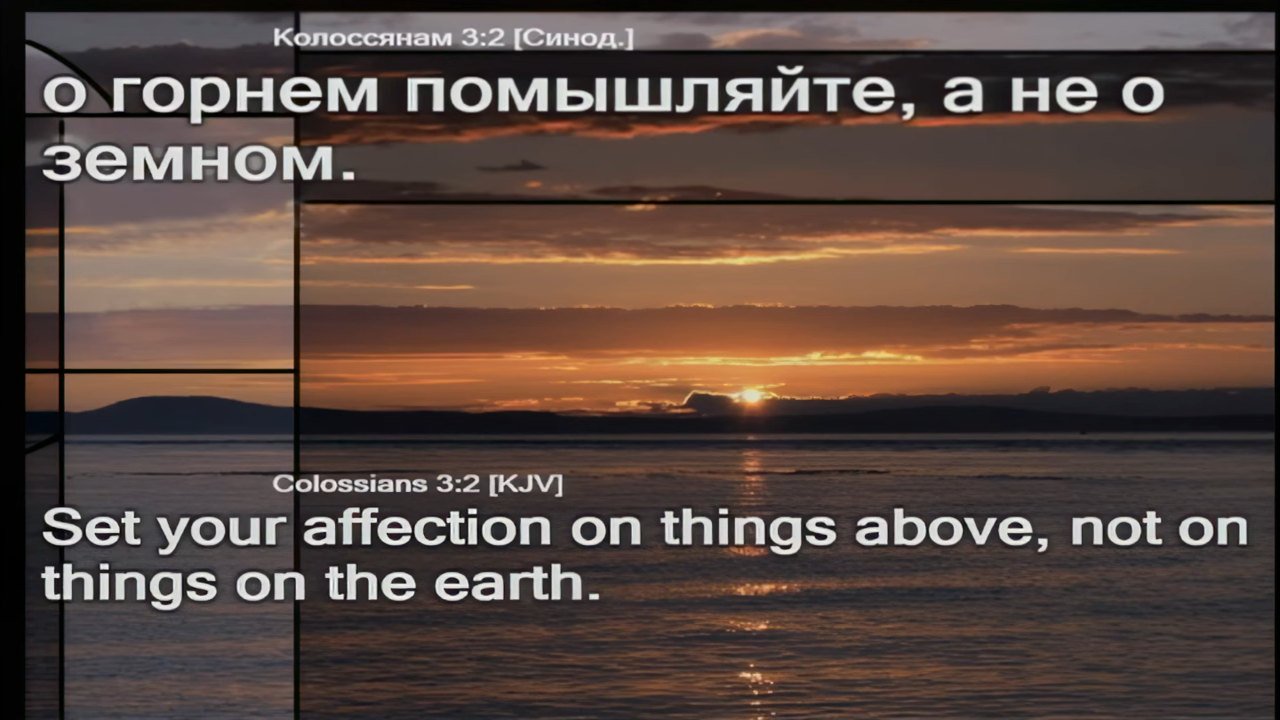 Колоссянам 3:2 [Синод.]
о горнем помышляйте, а не о
земном.
Colossians 3:2 [KJV]
Set your affection on things above, not on
things on the earth.